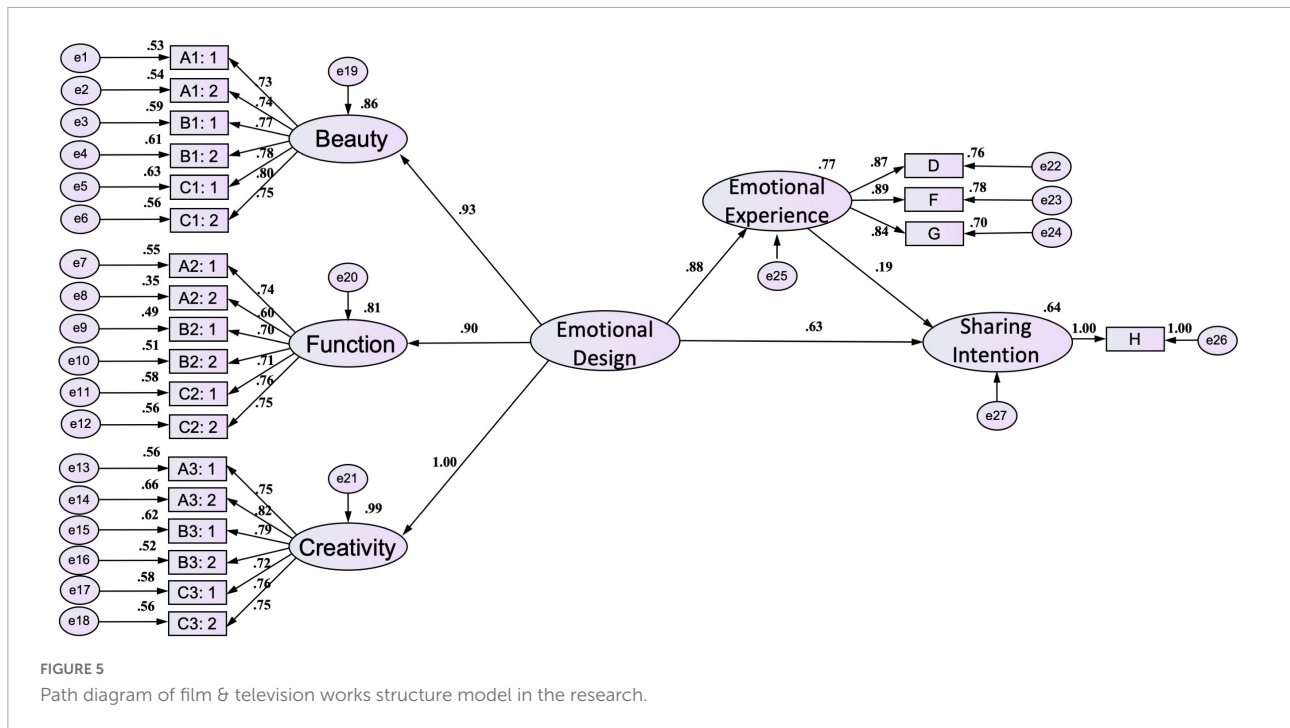 e1 .53 A1: 1
e2 .54 A1: 2
e3 .59 B1: 1
e4 .61 B1: 2
e5 .63 C1: 1
e6 .56 C1: 2
.73
.74
.77
.78
.80
.75
e19
.86
Beauty
.93
e7 .55 A2: 1
e8 .35 A2: 2
e9 .49 B2: 1
e10 .51 B2: 2
e11 .58 C2: 1
e12 .56 C2: 2
.74
.60
.70
.71
.76
.75
e20
.81
Function
.90
e13 .56 A3: 1
e14 .66 A3: 2
e15 .62 B3: 1
e16 .52 B3: 2
e17 .58 C3: 1
e18 .56 C3: 2
.75
.82
.79
.72
.76
.75
e21
.99
Creativity
1.00
Emotional
Design
.88
.63
.77
Emotional
Experience
e25
.87 D .76 e22
.89 F .78 e23
.84 G .70 e24
.19
.64
Sharing
Intention
1.00 H 1.00 e26
e27
FIGURE 5
Path diagram of film & television works structure model in the research.